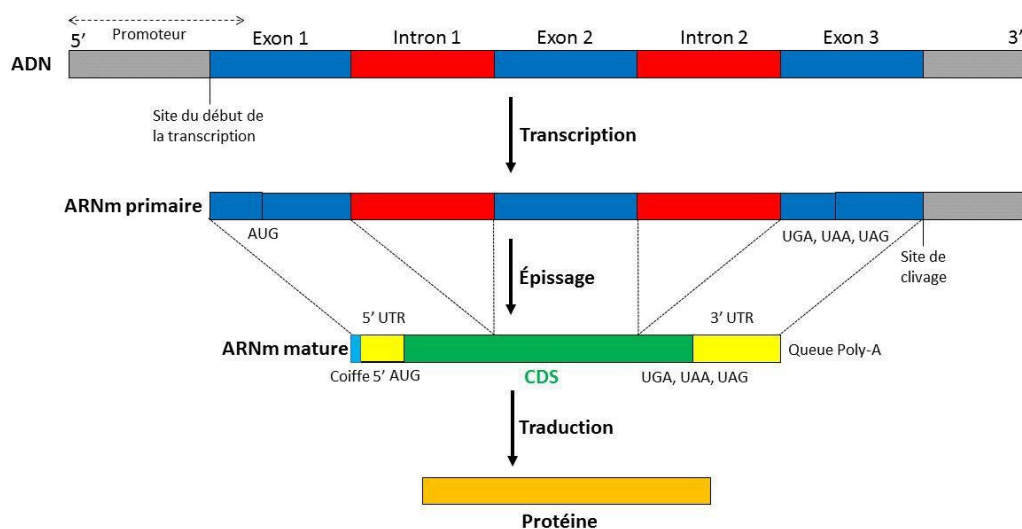 Promoteur
5’
Exon 1
Intron 1
Exon 2
Intron 2
Exon 3
3’
ADN
Site du début de
la transcription
Transcription
ARNm primaire
AUG
UGA, UAA, UAG
Site de
clivage
Épissage
5’ UTR
3’ UTR
ARNm mature
Queue Poly-A
Coiffe 5’
AUG
CDS
UGA, UAA, UAG
Traduction
Protéine